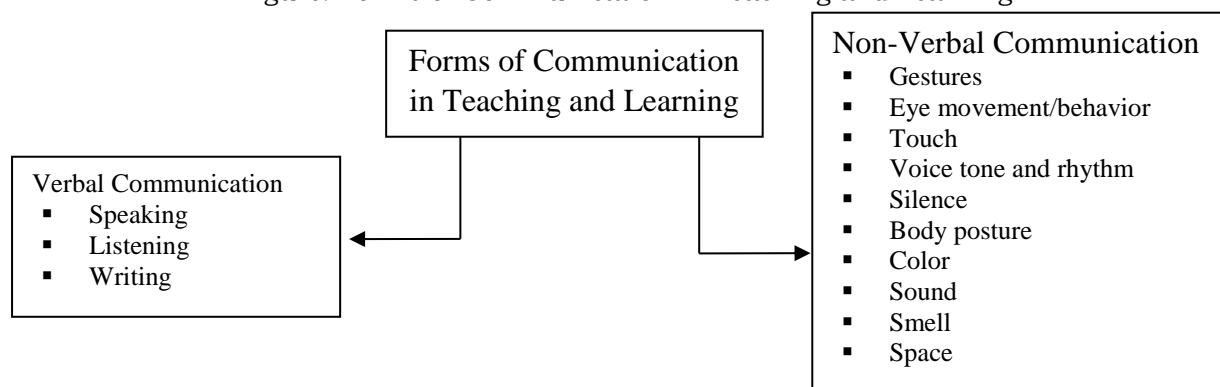 Forms of Communication
in Teaching and Learning
Verbal Communication
▪ Speaking
▪ Listening
▪ Writing
Non-Verbal Communication
▪ Gestures
▪ Eye movement/behavior
▪ Touch
▪ Voice tone and rhythm
▪ Silence
▪ Body posture
▪ Color
▪ Sound
▪ Smell
▪ Space